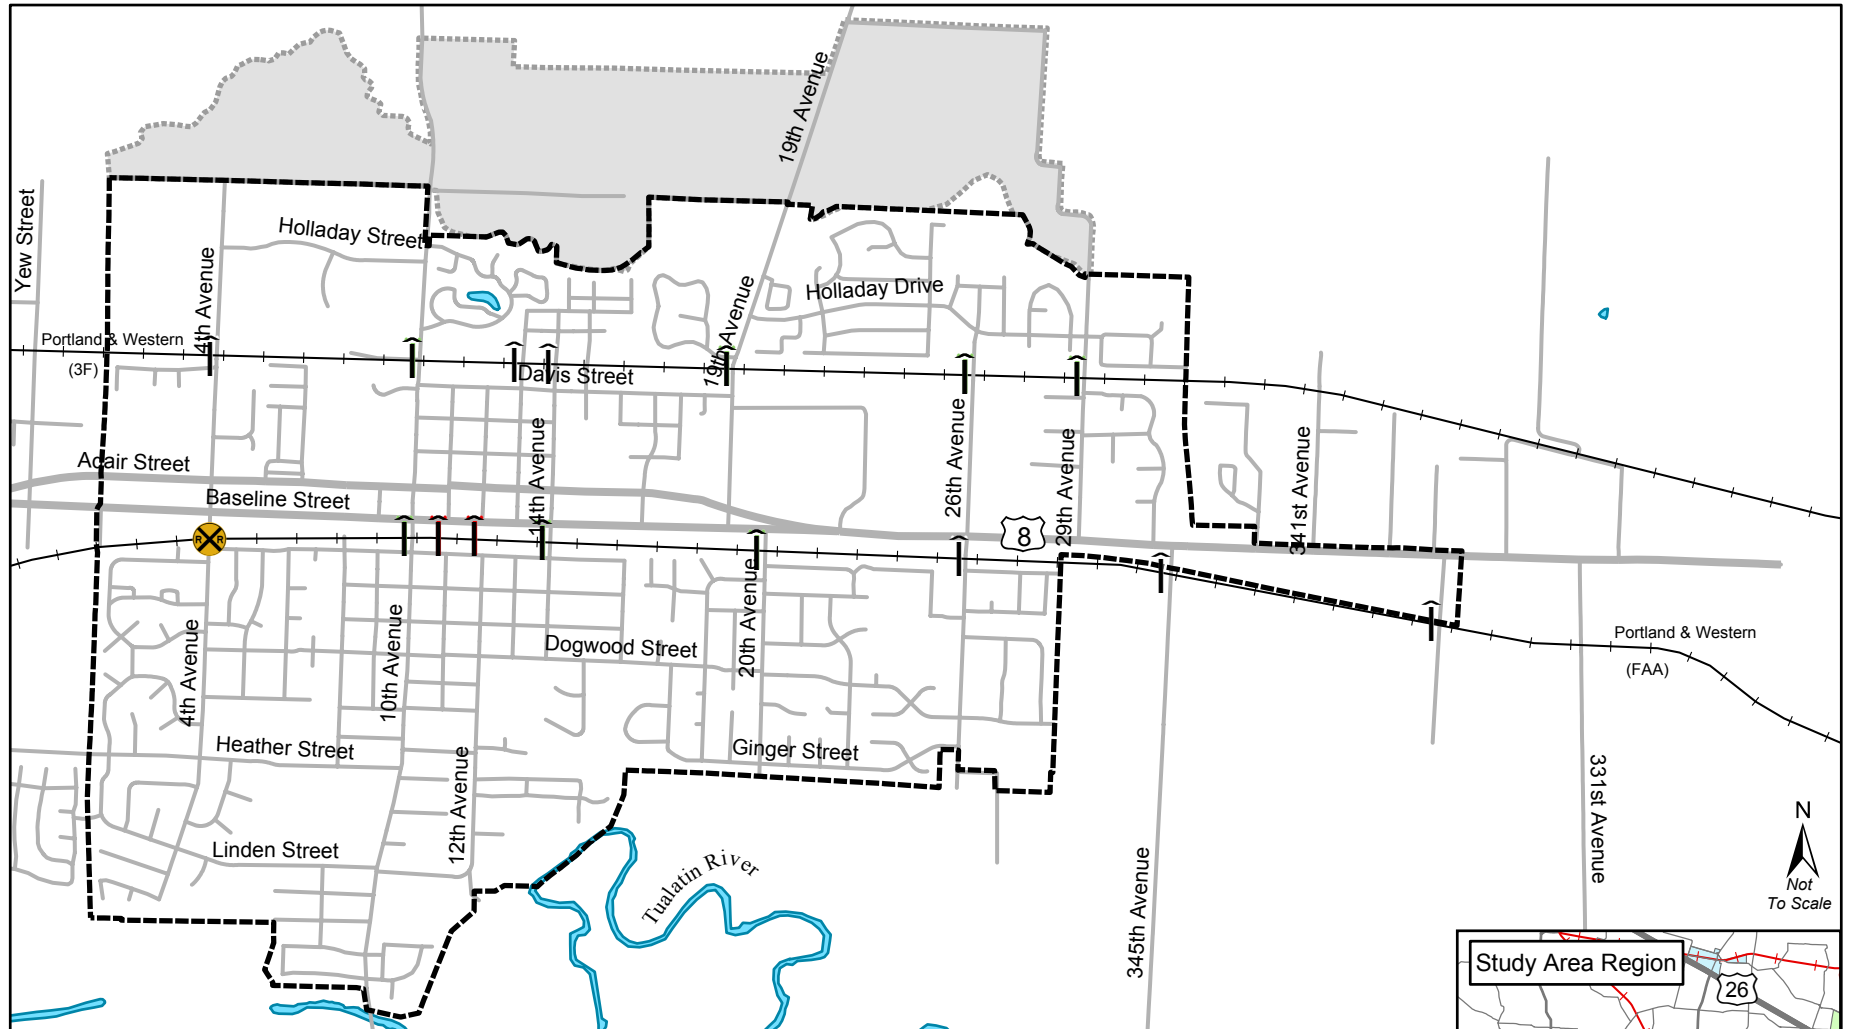 19th Avenue
Yew Street
Holladay Street
4th Avenue
Holladay Drive
19th Avenue
Portland & Western
(3F)
Davis Street
14th Avenue
26th Avenue
29th Avenue
341st Avenue
Adair Street
Baseline Street
8
R R
20th Avenue
4th Avenue
10th Avenue
Dogwood Street
Portland & Western
(FAA)
Heather Street
12th Avenue
Ginger Street
331st Avenue
Linden Street
Tualatin River
345th Avenue
N
Not
To Scale
Study Area Region
26